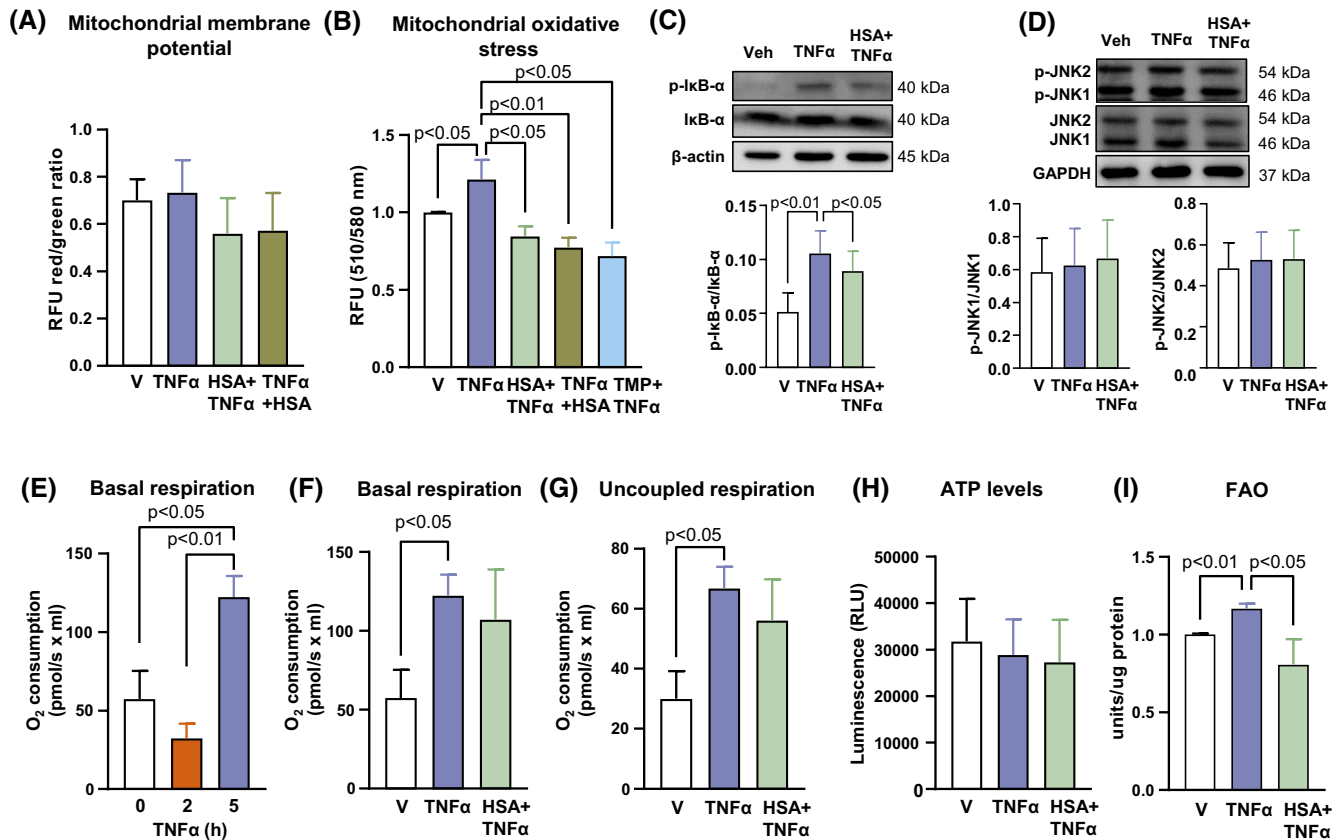 (A) Mitochondrial membrane
potential
RFU red/green ratio
1.0
0.8
0.6
0.4
0.2
0.0
V TNFα HSA+ TNFα
TNFα +HSA
(B) Mitochondrial oxidative
stress
p<0.05
p<0.01
p<0.05 p<0.05
RFU (510/580 nm)
1.5
1.0
0.5
0.0
V TNFα HSA+ TNFα TMP+
TNFα +HSA TNFα
(C)
Veh TNFα HSA+
TNFα
p-IκB-α 40 kDa
IκB-α 40 kDa
β-actin 45 kDa
p<0.01 p<0.05
p-IκB-α/IκB-α
0.15
0.10
0.05
0.00
V TNFα HSA+
TNFα
(D)
Veh TNFα HSA+
TNFα
p-JNK2 54 kDa
p-JNK1 46 kDa
JNK2 54 kDa
JNK1 46 kDa
GAPDH 37 kDa
p-JNK1/JNK1
1.0
0.8
0.6
0.4
0.2
0.0
V TNFα HSA+
TNFα
p-JNK2/JNK2
0.8
0.6
0.4
0.2
0.0
V TNFα HSA+
TNFα
(E) Basal respiration
p<0.05
p<0.01
O2 consumption
(pmol/s x ml)
150
100
50
0
0 2 5
TNFα (h)
(F) Basal respiration
p<0.05
O2 consumption
(pmol/s x ml)
150
100
50
0
V TNFα HSA+
TNFα
(G) Uncoupled respiration
p<0.05
O2 consumption
(pmol/s x ml)
80
60
40
20
0
V TNFα HSA+
TNFα
(H) ATP levels
Luminescence (RLU)
50000
40000
30000
20000
10000
0
V TNFα HSA+
TNFα
(I) FAO
p<0.01 p<0.05
units/ug protein
1.5
1.0
0.5
0.0
V TNFα HSA+
TNFα